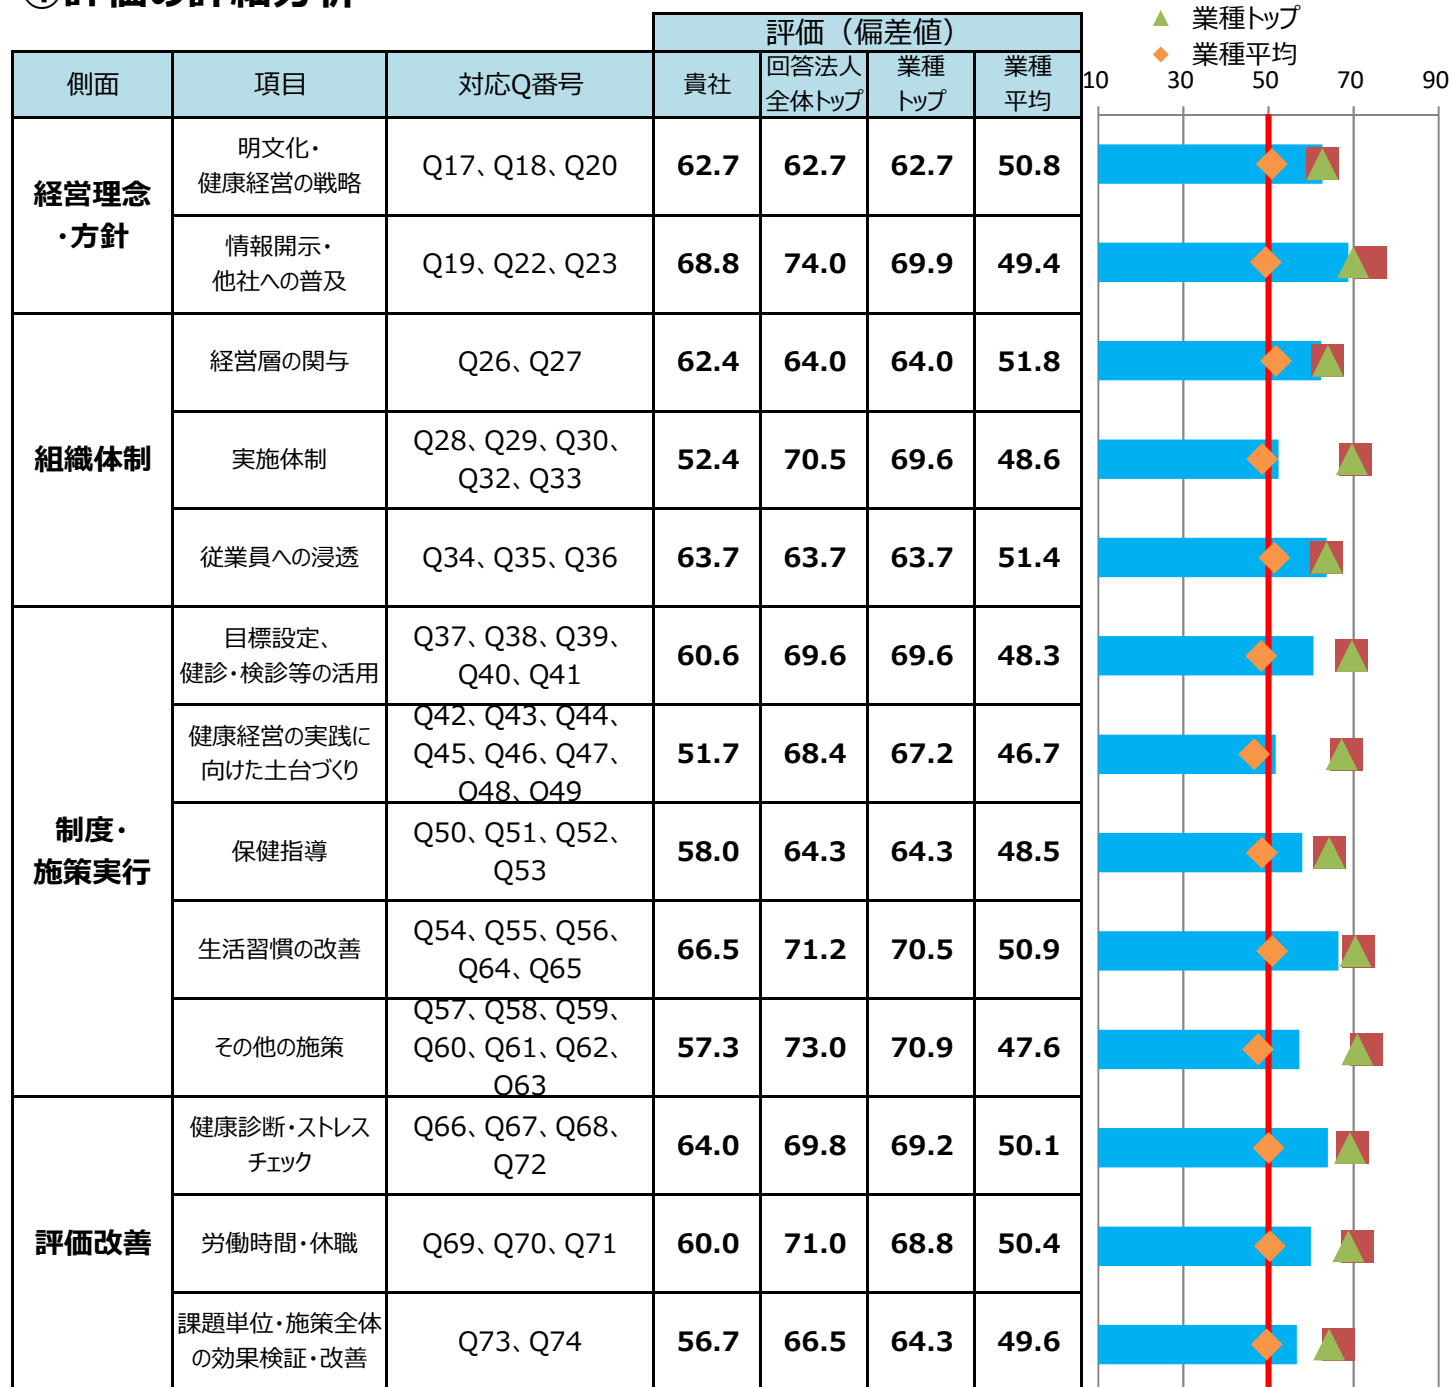 ①評価の詳細分析
▲ 業種トップ
◆ 業種平均
評価（偏差値）
側面 項目 対応Q番号 貴社 回答法人全体トップ 業種トップ 業種平均
10 30 50 70 90
経営理念
・方針
明文化・
健康経営の戦略
Q17、Q18、Q20 62.7 62.7 62.7 50.8
情報開示・
他社への普及
Q19、Q22、Q23 68.8 74.0 69.9 49.4
組織体制
経営層の関与 Q26、Q27 62.4 64.0 64.0 51.8
実施体制
Q28、Q29、Q30、
Q32、Q33
52.4 70.5 69.6 48.6
従業員への浸透 Q34、Q35、Q36 63.7 63.7 63.7 51.4
制度・
施策実行
目標設定、
健診・検診等の活用
Q37、Q38、Q39、
Q40、Q41
60.6 69.6 69.6 48.3
健康経営の実践に
向けた土台づくり
Q42、Q43、Q44、
Q45、Q46、Q47、
Q48、Q49
51.7 68.4 67.2 46.7
保健指導
Q50、Q51、Q52、
Q53
58.0 64.3 64.3 48.5
生活習慣の改善
Q54、Q55、Q56、
Q64、Q65
66.5 71.2 70.5 50.9
その他の施策
Q57、Q58、Q59、
Q60、Q61、Q62、
Q63
57.3 73.0 70.9 47.6
評価改善
健康診断・ストレス
チェック
Q66、Q67、Q68、
Q72
64.0 69.8 69.2 50.1
労働時間・休職 Q69、Q70、Q71 60.0 71.0 68.8 50.4
課題単位・施策全体
の効果検証・改善
Q73、Q74 56.7 66.5 64.3 49.6